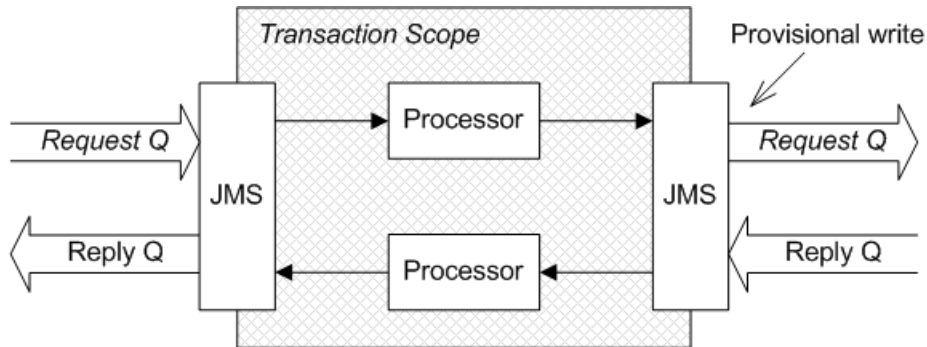 Transaction Scope
Provisional write
Request Q
JMS
Processor
JMS
Request Q
Reply Q
Processor
Reply Q